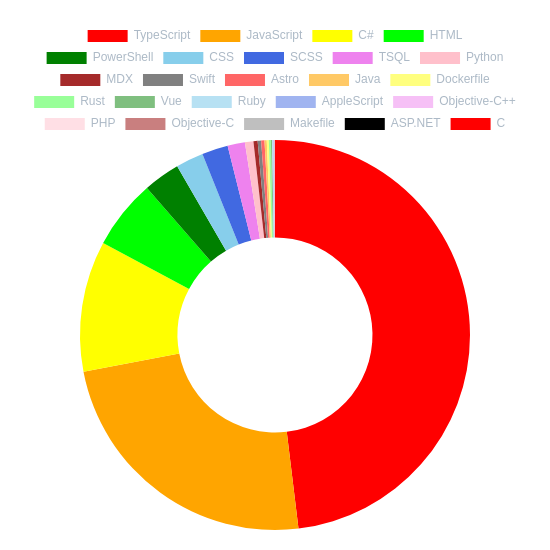 TypeScript JavaScript C# HTML
PowerShell CSS SCSS TSQL Python
MDX Swift Astro Java Dockerfile
Rust Vue Ruby AppleScript Objective-C++
PHP Objective-C Makefile ASP.NET C